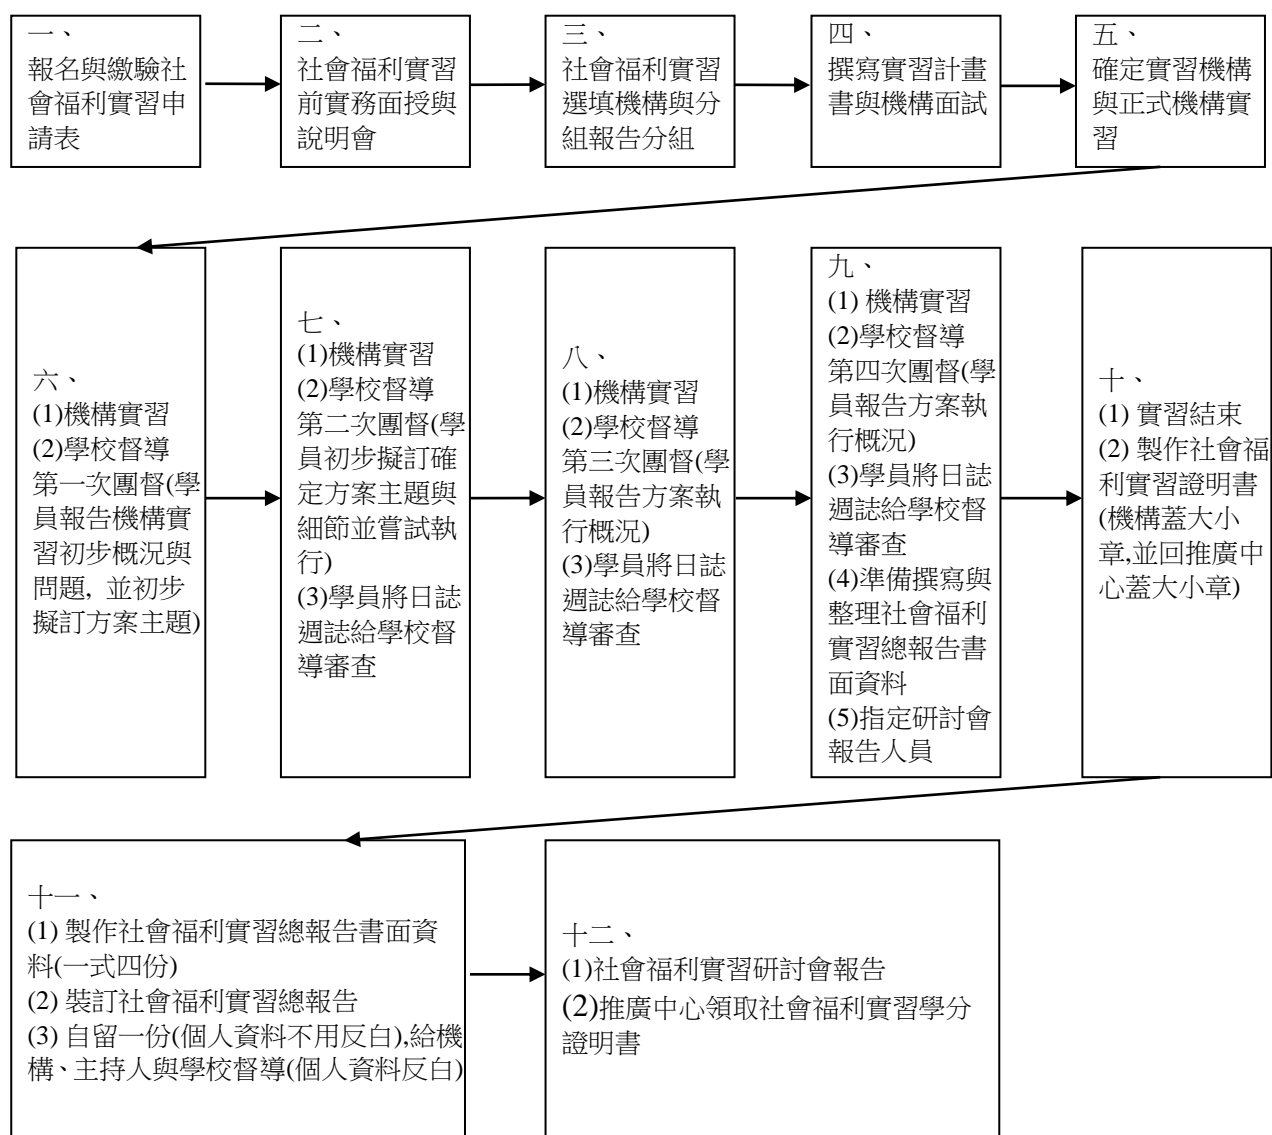 一、
報名與繳驗社
會福利實習申
請表
二、
社會福利實習
前實務面授與
說明會
三、
社會福利實習
選填機構與分
組報告分組
四、
撰寫實習計畫
書與機構面試
五、
確定實習機構
與正式機構實
習
六、
(1)機構實習
(2)學校督導
第一次團督(學
員報告機構實
習初步概況與
問題, 並初步
擬訂方案主題)
七、
(1)機構實習
(2)學校督導
第二次團督(學
員初步擬訂確
定方案主題與
細節並嘗試執
行)
(3)學員將日誌
週誌給學校督
導審查
八、
(1)機構實習
(2)學校督導
第三次團督(學
員報告方案執
行概況)
(3)學員將日誌
週誌給學校督
導審查
九、
(1) 機構實習
(2)學校督導
第四次團督(學
員報告方案執
行概況)
(3)學員將日誌
週誌給學校督
導審查
(4)準備撰寫與
整理社會福利
實習總報告書
面資料
(5)指定研討會
報告人員
十、
(1) 實習結束
(2) 製作社會福
利實習證明書
(機構蓋大小
章,並回推廣中
心蓋大小章)
十一、
(1) 製作社會福利實習總報告書面資
料(一式四份)
(2) 裝訂社會福利實習總報告
(3) 自留一份(個人資料不用反白),給機
構、主持人與學校督導(個人資料反白)
十二、
(1)社會福利實習研討會報告
(2)推廣中心領取社會福利實習學分
證明書